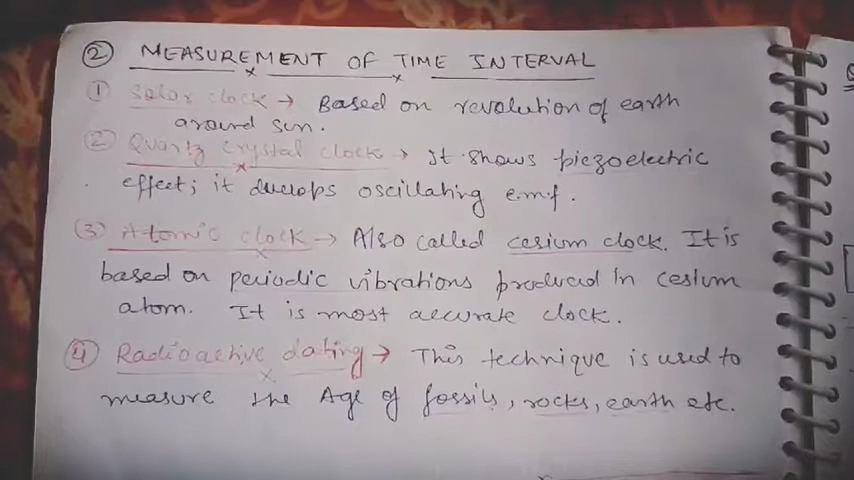 ② MEASUREMENT OF TIME INTERVAL
① Solar clock → Based on revolution of earth
around sun.
② Quartz crystal clock → It shows piezoelectric
effect; it develops oscillating e.m.f.
③ Atomic clock → Also called cesium clock. It is
based on periodic vibrations produced in cesium
atom. It is most accurate clock.
④ Radioactive dating → This technique is used to
measure the Age of fossils, rocks, earth etc.